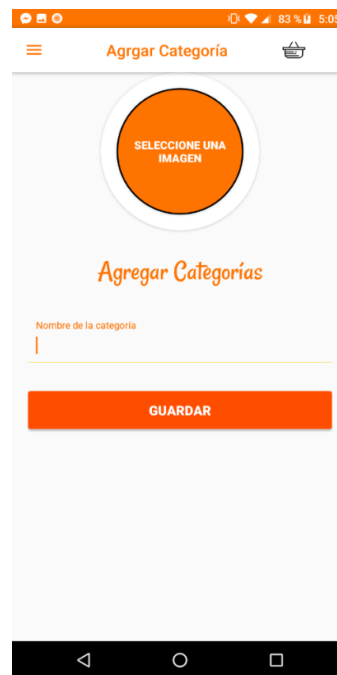 83 % 5:05
Agrgar Categoría
SELECCIONE UNA
IMAGEN
Agregar Categorías
Nombre de la categoría
GUARDAR